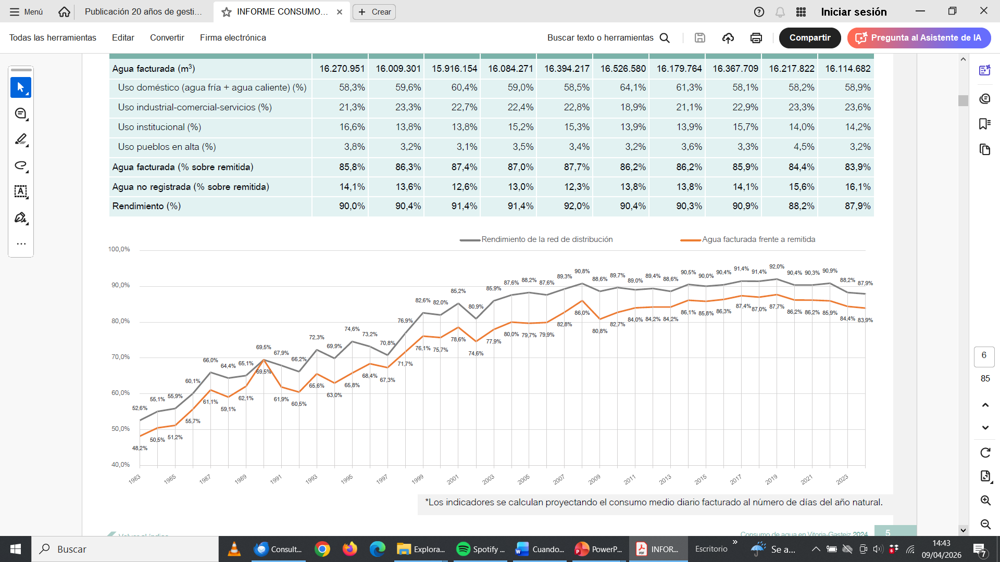 Menú
Publicación 20 años de gesti...
INFORME CONSUMO...
Crear
Iniciar sesión
Todas las herramientas
Editar
Convertir
Firma electrónica
Buscar texto o herramientas
Compartir
Pregunta al Asistente de IA
Agua facturada (m³) 16.270.951 16.009.301 15.916.154 16.084.271 16.394.217 16.526.580 16.179.764 16.367.709 16.217.822 16.114.682
Uso doméstico (agua fría + agua caliente) (%) 58,3% 59,6% 60,4% 59,0% 58,5% 64,1% 61,3% 58,1% 58,2% 58,9%
Uso industrial-comercial-servicios (%) 21,3% 23,3% 22,7% 22,4% 22,8% 18,9% 21,1% 22,9% 23,3% 23,6%
Uso institucional (%) 16,6% 13,8% 13,8% 15,2% 15,3% 13,9% 13,9% 15,7% 14,0% 14,2%
Uso pueblos en alta (%) 3,8% 3,2% 3,1% 3,5% 3,4% 3,2% 3,6% 3,3% 4,5% 3,2%
Agua facturada (% sobre remitida) 85,8% 86,3% 87,4% 87,0% 87,7% 86,2% 86,2% 85,9% 84,4% 83,9%
Agua no registrada (% sobre remitida) 14,1% 13,6% 12,6% 13,0% 12,3% 13,8% 13,8% 14,1% 15,6% 16,1%
Rendimiento (%) 90,0% 90,4% 91,4% 91,4% 92,0% 90,4% 90,3% 90,9% 88,2% 87,9%
Rendimiento de la red de distribución
Agua facturada frente a remitida
100,0%
90,0%
80,0%
70,0%
60,0%
50,0%
40,0%
52,6% 55,1% 55,9% 60,1% 66,0% 64,4% 65,1% 69,5% 67,9% 66,2% 72,3% 69,9% 74,6% 73,2% 70,8% 76,9% 82,6% 82,0% 85,2% 80,9% 85,9% 87,6% 88,2% 87,6% 89,3% 90,8% 88,6% 89,7% 89,0% 89,4% 88,6% 90,5% 90,0% 90,4% 91,4% 91,4% 92,0% 90,4% 90,3% 90,9% 88,2% 87,9%
48,2% 50,5% 51,2% 55,7% 61,1% 59,1% 62,1% 69,5% 61,9% 60,5% 65,6% 63,0% 65,8% 68,4% 67,3% 71,7% 76,1% 75,7% 78,6% 74,6% 77,9% 80,0% 79,7% 79,9% 82,8% 86,0% 80,8% 82,7% 84,0% 84,2% 84,2% 86,1% 85,8% 86,3% 87,4% 87,0% 87,7% 86,2% 86,2% 85,9% 84,4% 83,9%
1983 1985 1987 1989 1991 1993 1995 1997 1999 2001 2003 2005 2007 2009 2011 2013 2015 2017 2019 2021 2023
*Los indicadores se calculan proyectando el consumo medio diario facturado al número de días del año natural.
Volver al índice
Consumo de agua en Vitoria-Gasteiz 2024
5
6
85
Buscar
Consult...
Explora...
Spotify ...
Cuando...
PowerP...
INFOR...
Escritorio
Se a...
14:43
09/04/2026
7